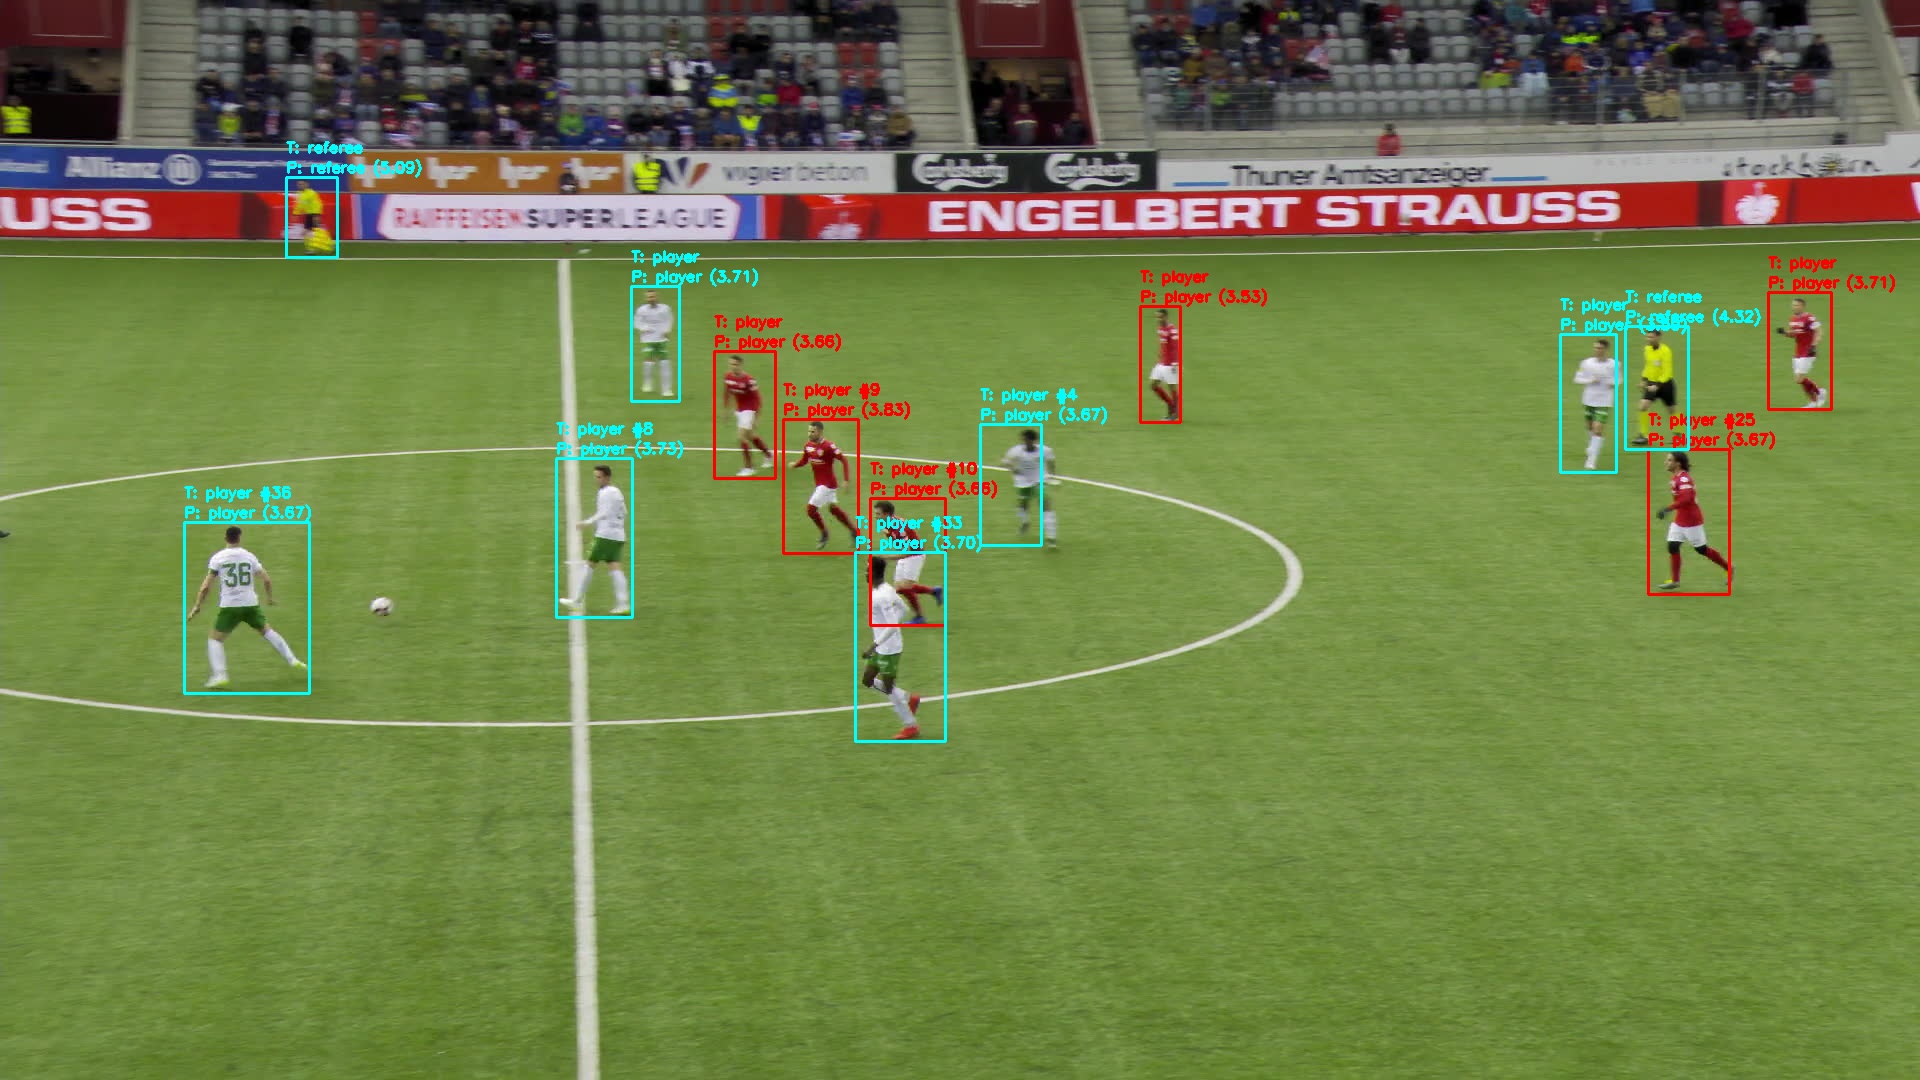 T: referee
P: referee (3.09)
Allianz
Carlsberg
Carlsberg
vigier beton
Thuner Amtsanzeiger
stockhorn
USS
RAIFFEISEN SUPER LEAGUE
ENGELBERT STRAUSS
T: player
P: player (3.71)
T: player
P: player (3.66)
T: player
P: player (3.53)
T: player
P: player
T: referee
P: referee (4.32)
T: player
P: player (3.71)
T: player #9
P: player (3.83)
T: player #4
P: player (3.67)
T: player #25
P: player (3.67)
T: player #8
P: player (3.73)
T: player #10
P: player (3.66)
T: player #36
P: player (3.67)
T: player #33
P: player (3.70)
36